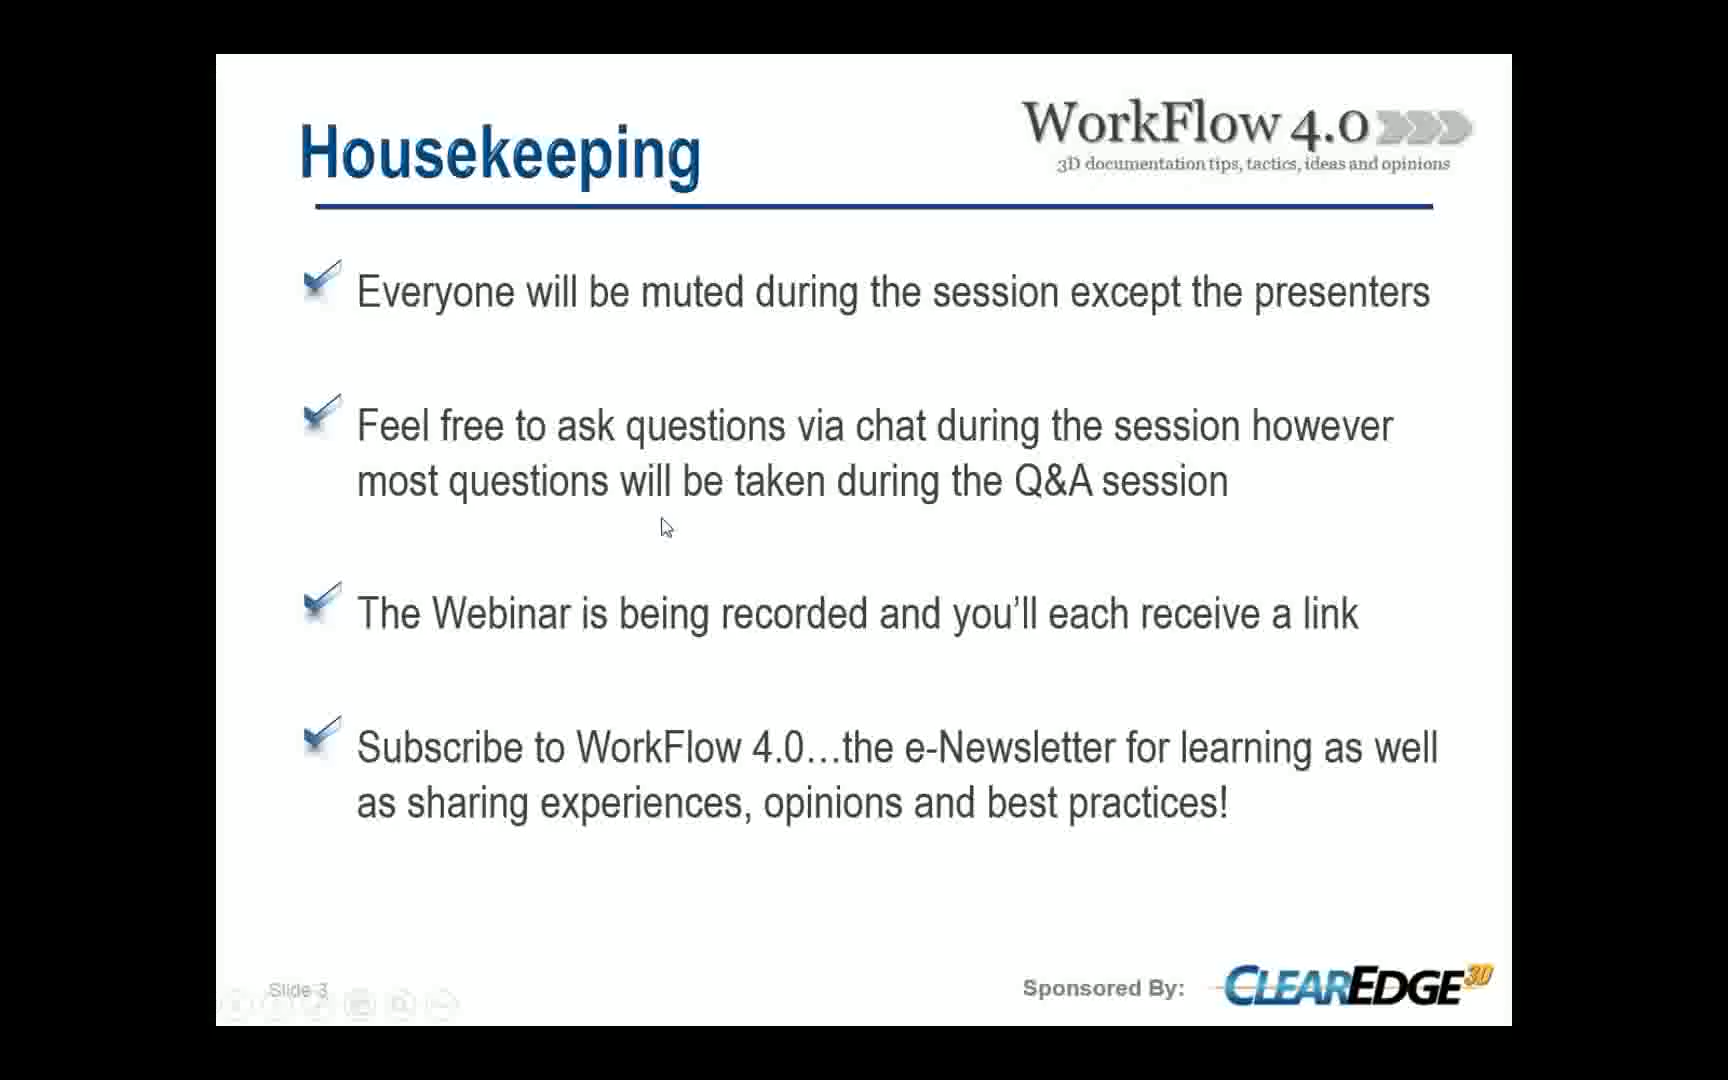 Housekeeping
WorkFlow 4.0
3D documentation tips, tactics, ideas and opinions
Everyone will be muted during the session except the presenters
Feel free to ask questions via chat during the session however
most questions will be taken during the Q&A session
The Webinar is being recorded and you’ll each receive a link
Subscribe to WorkFlow 4.0…the e-Newsletter for learning as well
as sharing experiences, opinions and best practices!
Slide 3
Sponsored By:
CLEAREDGE3D